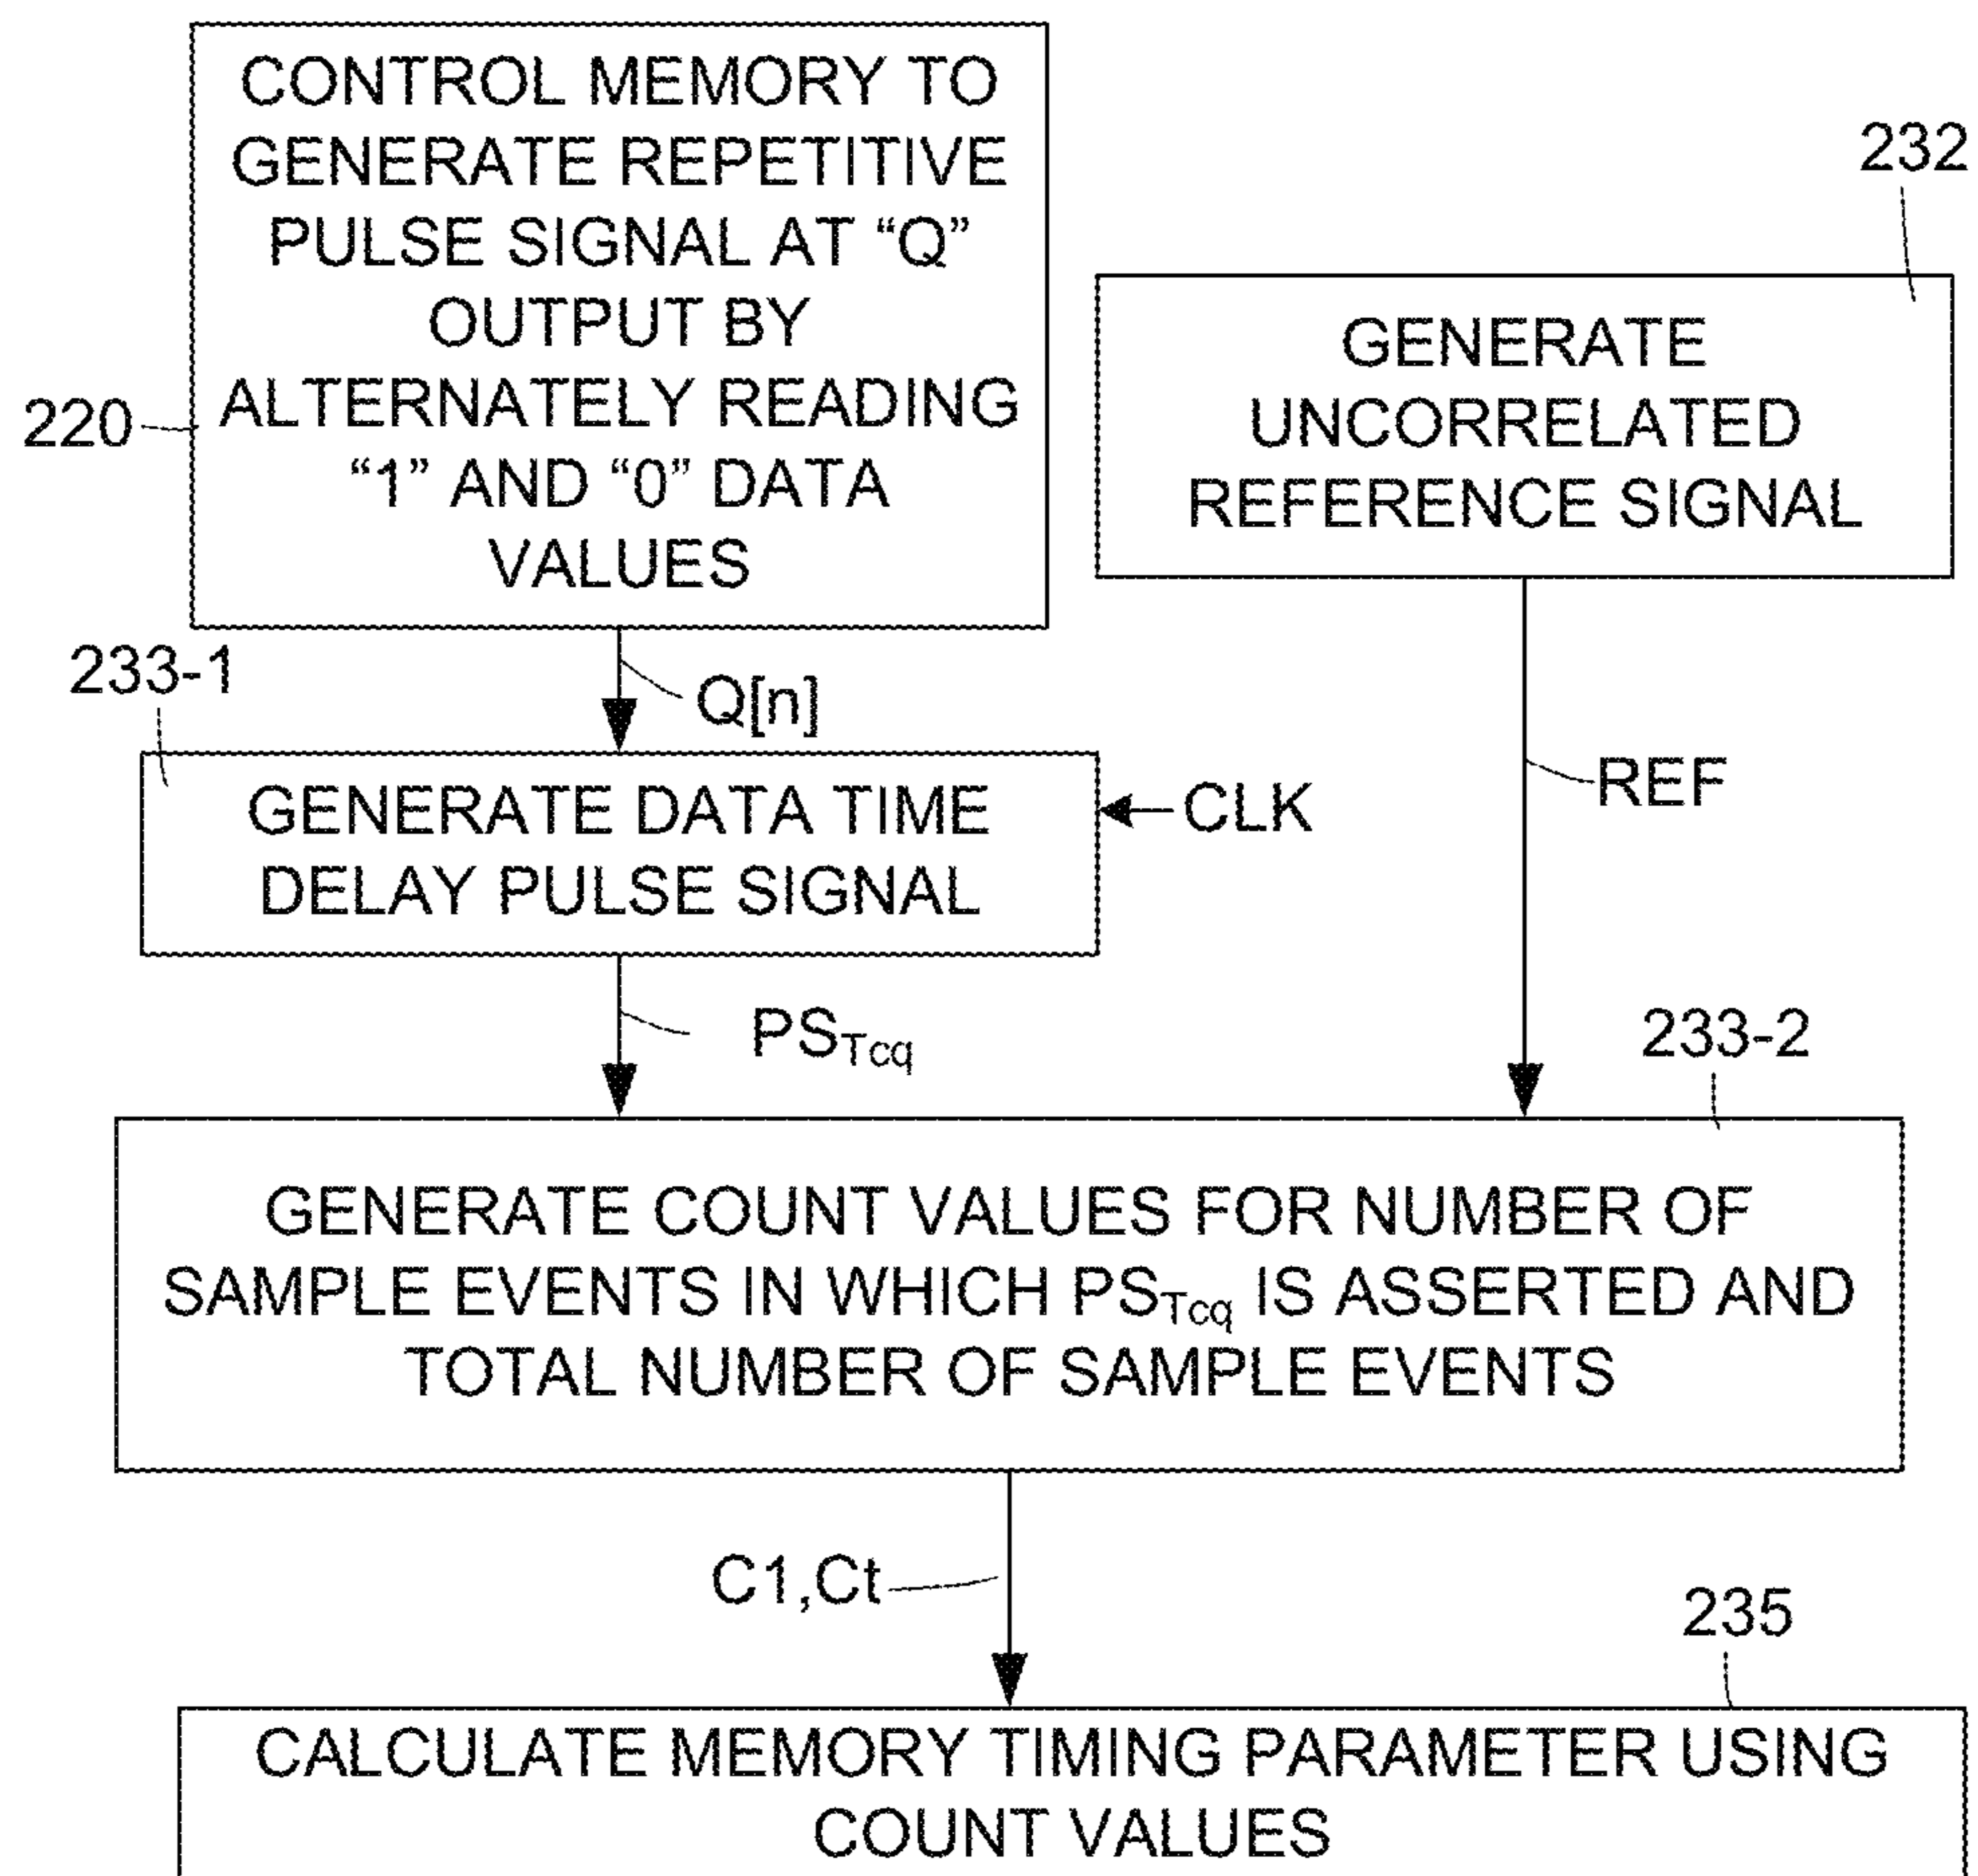 CONTROL MEMORY TO
GENERATE REPETITIVE
PULSE SIGNAL AT “Q”
OUTPUT BY
ALTERNATELY READING
“1” AND “0” DATA
VALUES
220
232
GENERATE
UNCORRELATED
REFERENCE SIGNAL
233-1
Q[n]
REF
GENERATE DATA TIME
DELAY PULSE SIGNAL
CLK
PSTcq
233-2
GENERATE COUNT VALUES FOR NUMBER OF
SAMPLE EVENTS IN WHICH PSTcq IS ASSERTED AND
TOTAL NUMBER OF SAMPLE EVENTS
C1,Ct
235
CALCULATE MEMORY TIMING PARAMETER USING
COUNT VALUES